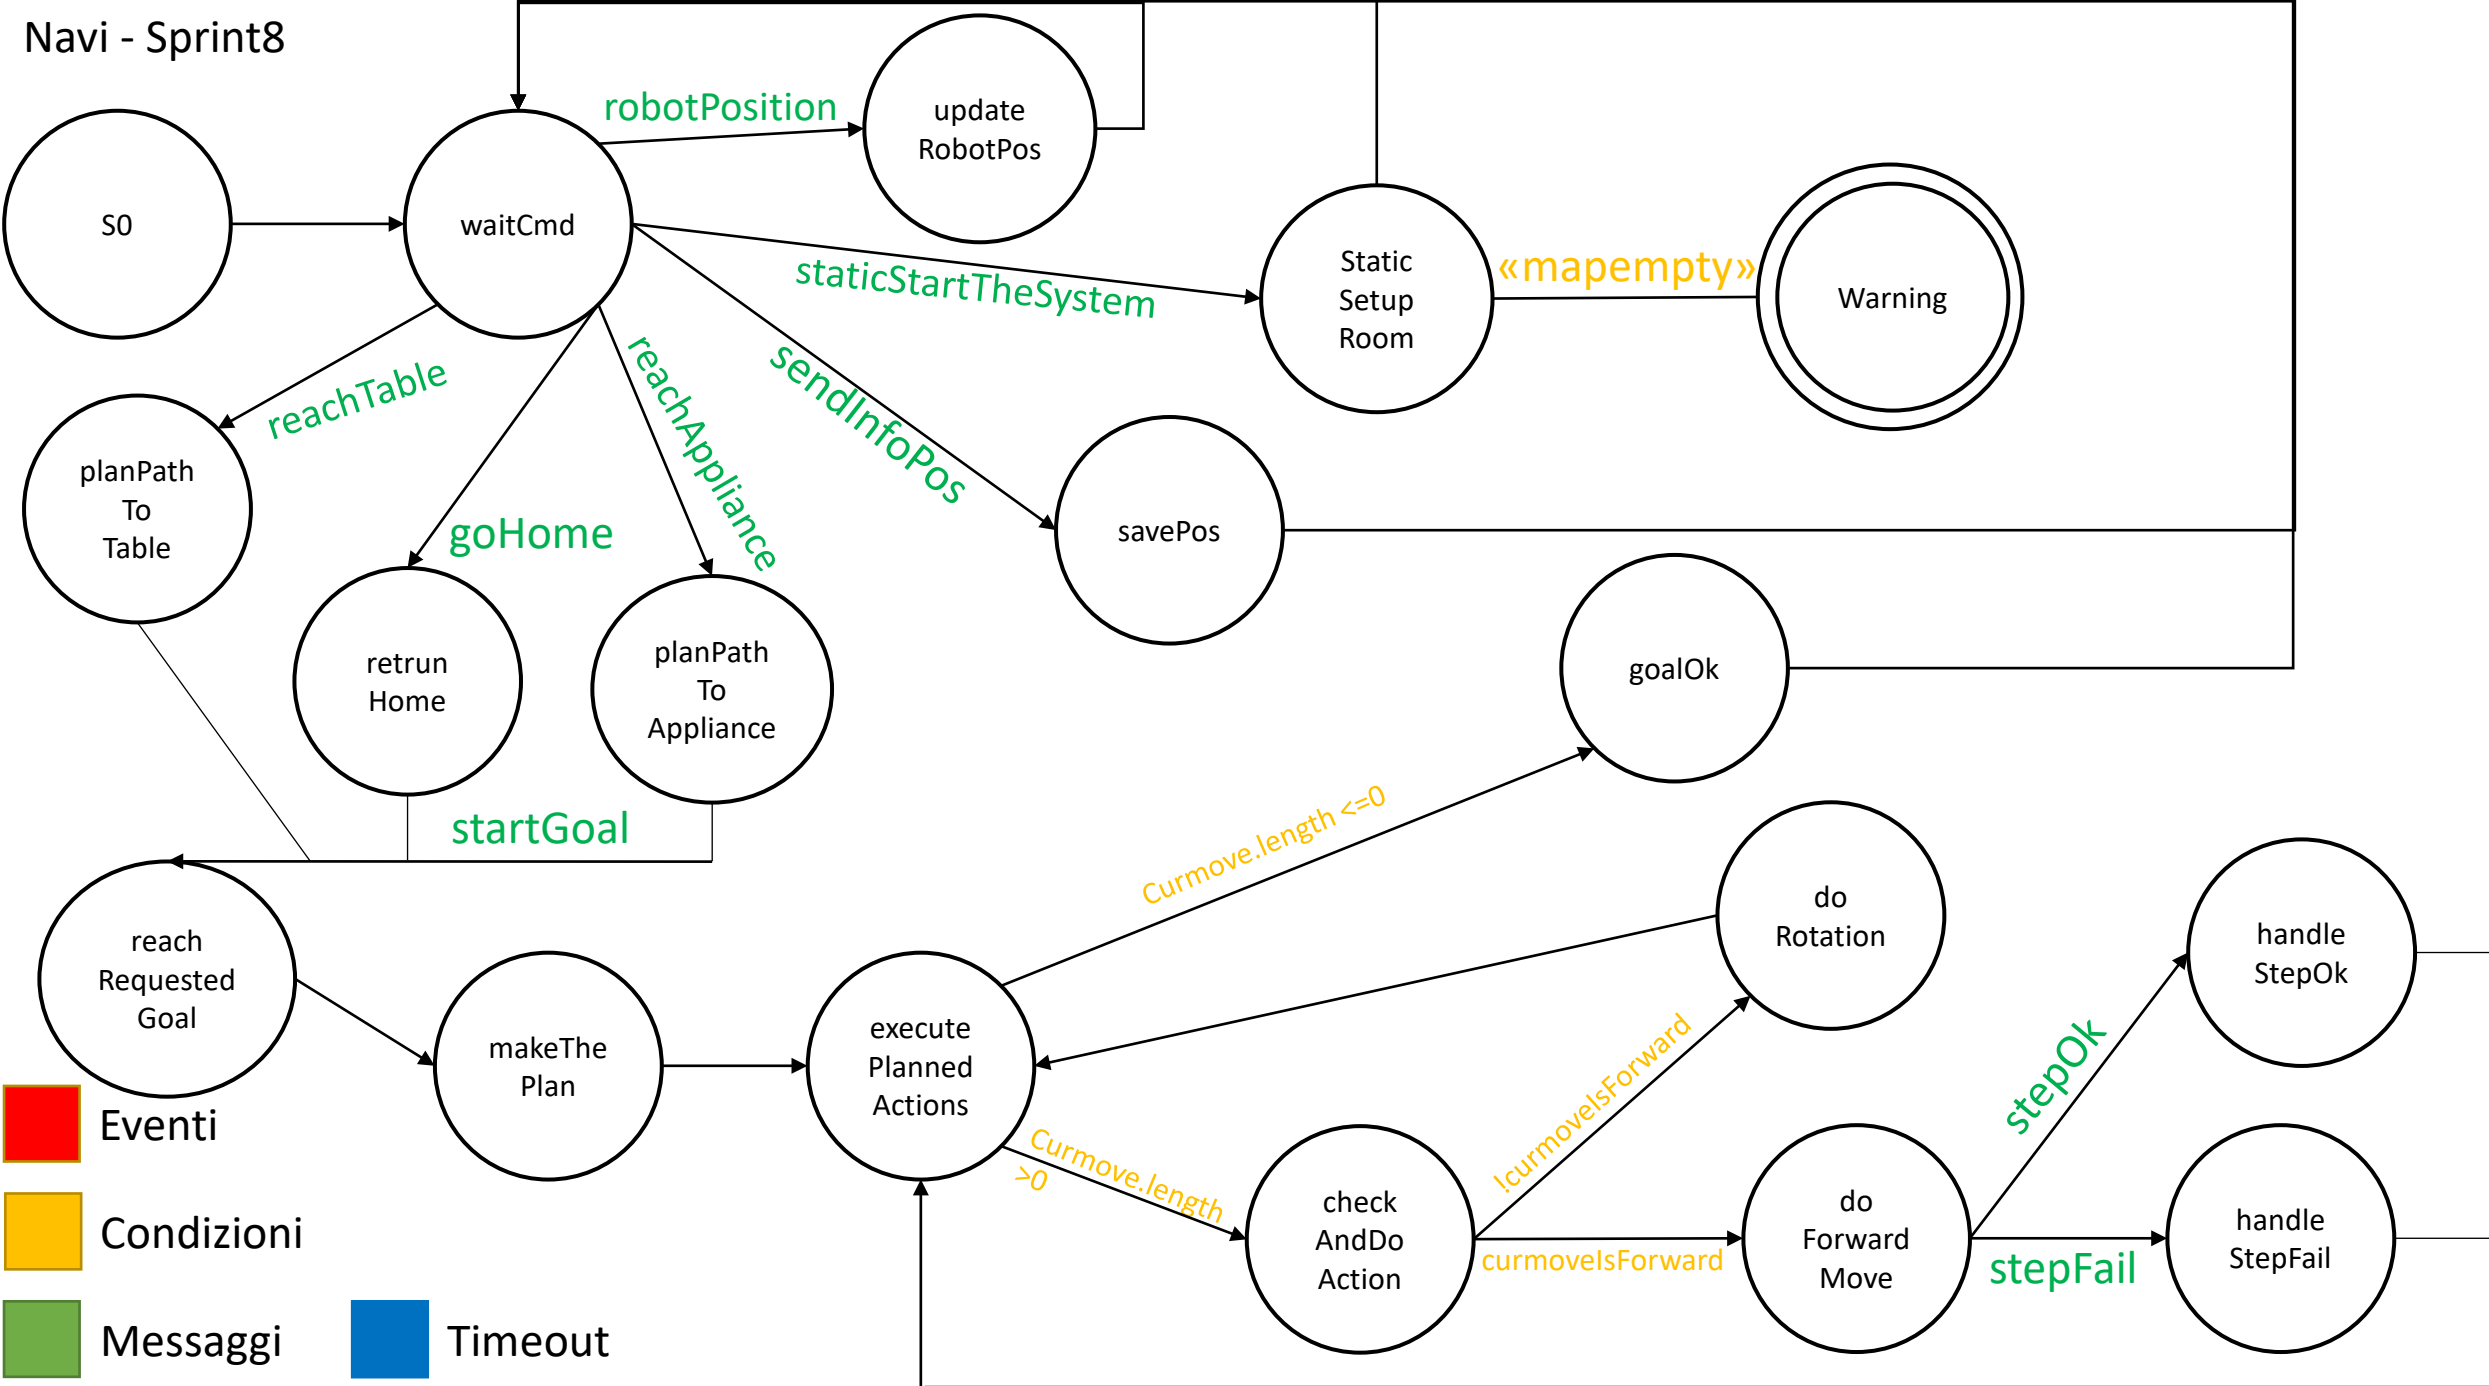 Navi - Sprint8
robotPosition
update
RobotPos
S0
waitCmd
staticStartTheSystem
Static
Setup
Room
«mapempty»
Warning
reachTable
sendInfoPos
reachAppliance
goHome
planPath
To
Table
savePos
retrun
Home
planPath
To
Appliance
goalOk
startGoal
Curmove.length <=0
reach
Requested
Goal
makeThe
Plan
execute
Planned
Actions
do
Rotation
handle
StepOk
!curmoveIsForward
stepOk
Curmove.length
>0
check
AndDo
Action
curmoveIsForward
do
Forward
Move
stepFail
handle
StepFail
Eventi
Condizioni
Messaggi
Timeout